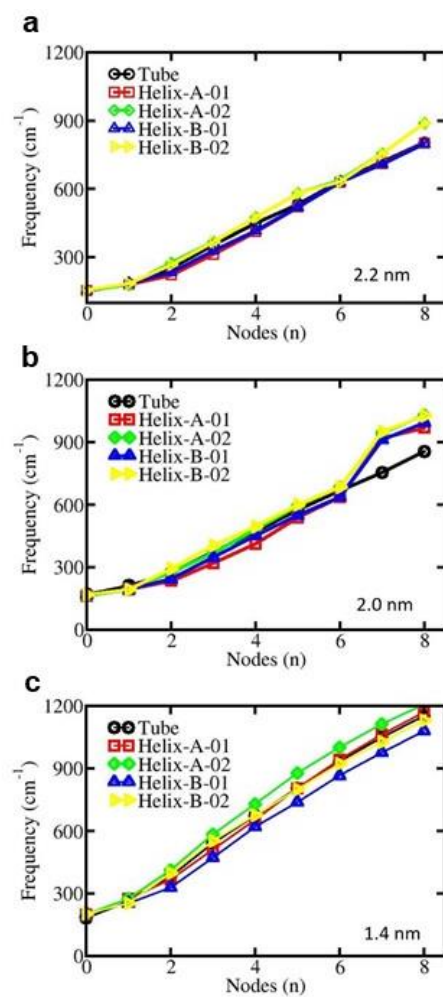 a
1200
900
600
300
Frequency (cm⁻¹)
Tube
Helix-A-01
Helix-A-02
Helix-B-01
Helix-B-02
2.2 nm
0 2 4 6 8
Nodes (n)
b
1200
900
600
300
0
Frequency (cm⁻¹)
Tube
Helix-A-01
Helix-A-02
Helix-B-01
Helix-B-02
2.0 nm
0 2 4 6 8
Nodes (n)
c
1200
900
600
300
0
Frequency (cm⁻¹)
Tube
Helix-A-01
Helix-A-02
Helix-B-01
Helix-B-02
1.4 nm
0 2 4 6 8
Nodes (n)